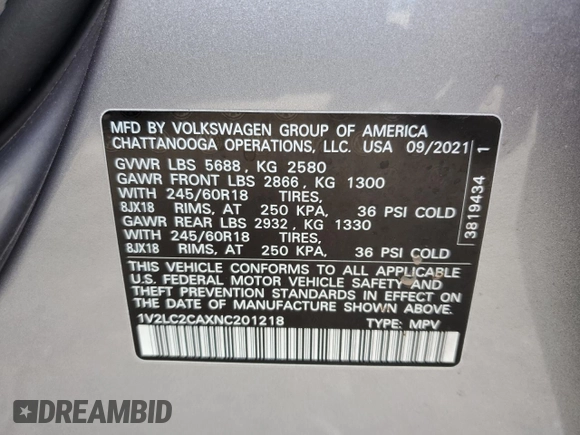 MFD BY VOLKSWAGEN GROUP OF AMERICA
CHATTANOOGA OPERATIONS, LLC. USA 09/2021
GVWR LBS 5688, KG 2580
GAWR FRONT LBS 2866, KG 1300
WITH 245/60R18 TIRES,
8JX18 RIMS, AT 250 KPA, 36 PSI COLD
GAWR REAR LBS 2932, KG 1330
WITH 245/60R18 TIRES,
8JX18 RIMS, AT 250 KPA, 36 PSI COLD
THIS VEHICLE CONFORMS TO ALL APPLICABLE
U.S. FEDERAL MOTOR VEHICLE SAFETY AND
THEFT PREVENTION STANDARDS IN EFFECT ON
THE DATE OF MANUFACTURE SHOWN ABOVE.
1V2LC2CAXNC201218 TYPE: MPV
3819434 1
DREAMBID